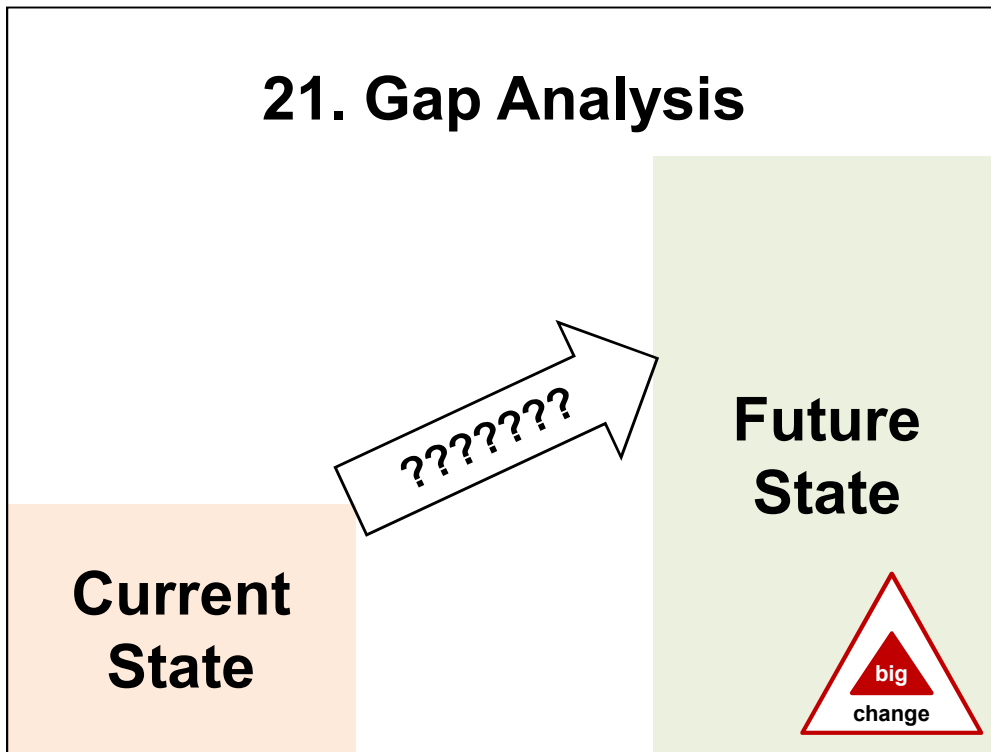 21. Gap Analysis
???????
Future
State
Current
State
big
change